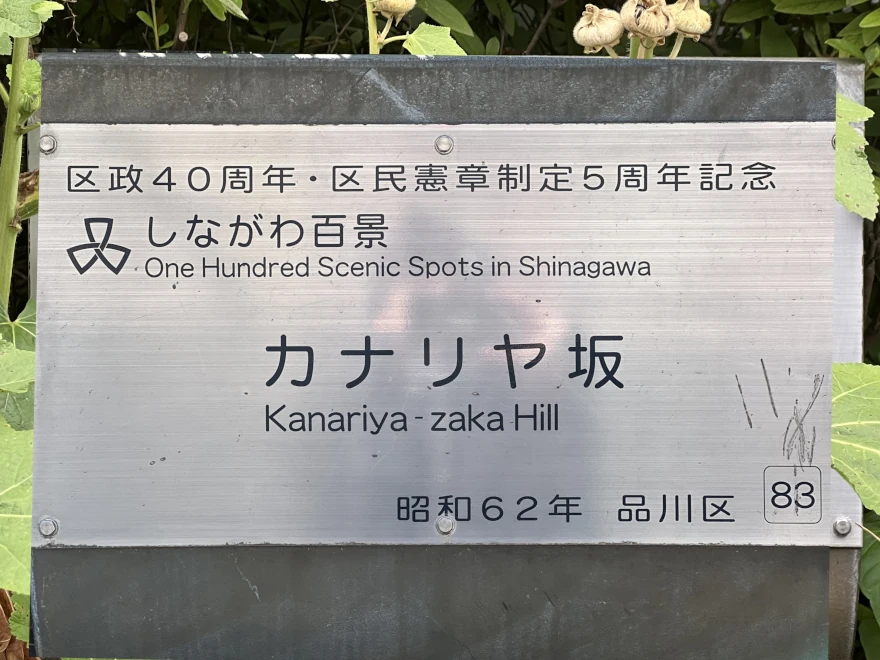 区政４０周年・区民憲章制定５周年記念
しながわ百景
One Hundred Scenic Spots in Shinagawa
カナリヤ坂
Kanariya-zaka Hill
昭和６２年 品川区 83